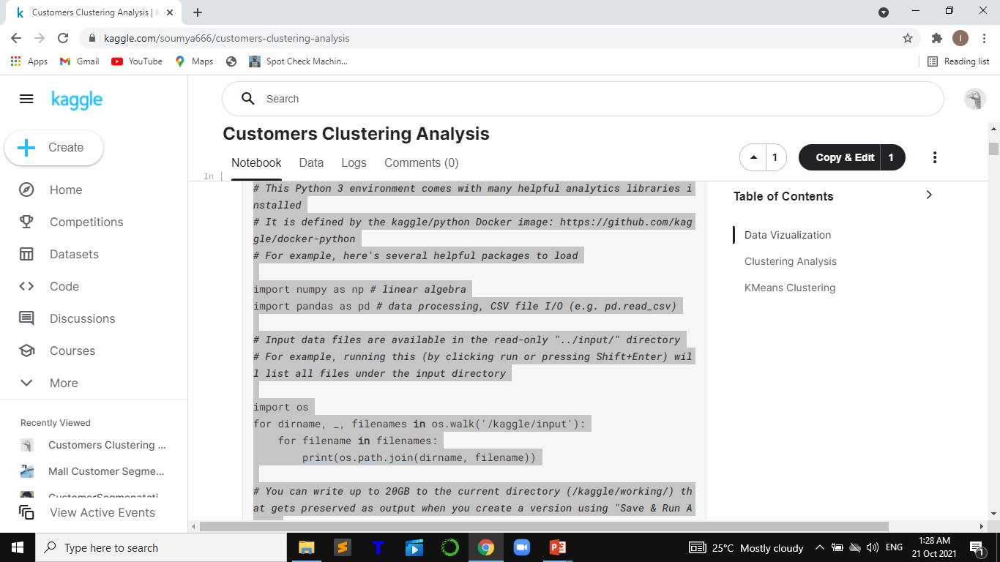 Customers Clustering Analysis | K
kaggle.com/soumya666/customers-clustering-analysis
I
Apps
Gmail
YouTube
Maps
Spot Check Machin...
Reading list
kaggle
Search
Create
Customers Clustering Analysis
Notebook
Data
Logs
Comments (0)
1
Copy & Edit
1
Home
Competitions
Datasets
Code
Discussions
Courses
More
Recently Viewed
Customers Clustering ...
Mall Customer Segme...
CustomerSegmenatati...
View Active Events
In [
# This Python 3 environment comes with many helpful analytics libraries i
nstalled
# It is defined by the kaggle/python Docker image: https://github.com/kag
gle/docker-python
# For example, here's several helpful packages to load
import numpy as np # linear algebra
import pandas as pd # data processing, CSV file I/O (e.g. pd.read_csv)
# Input data files are available in the read-only "../input/" directory
# For example, running this (by clicking run or pressing Shift+Enter) wil
l list all files under the input directory
import os
for dirname, _, filenames in os.walk('/kaggle/input'):
    for filename in filenames:
        print(os.path.join(dirname, filename))
# You can write up to 20GB to the current directory (/kaggle/working/) th
at gets preserved as output when you create a version using "Save & Run A
Table of Contents
Data Vizualization
Clustering Analysis
KMeans Clustering
Type here to search
25°C Mostly cloudy
ENG
1:28 AM
21 Oct 2021
1